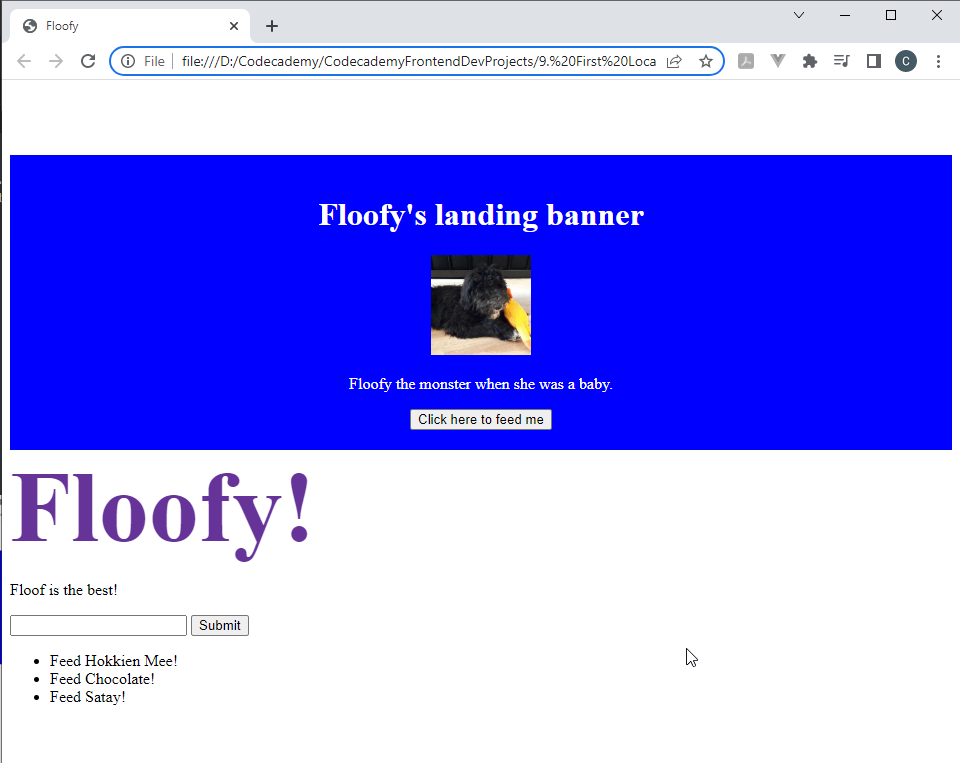 Floofy
File file:///D:/Codecademy/CodecademyFrontendDevProjects/9.%20First%20Loca
C
Floofy's landing banner
Floofy the monster when she was a baby.
Click here to feed me
Floofy!
Floof is the best!
Submit
Feed Hokkien Mee!
Feed Chocolate!
Feed Satay!